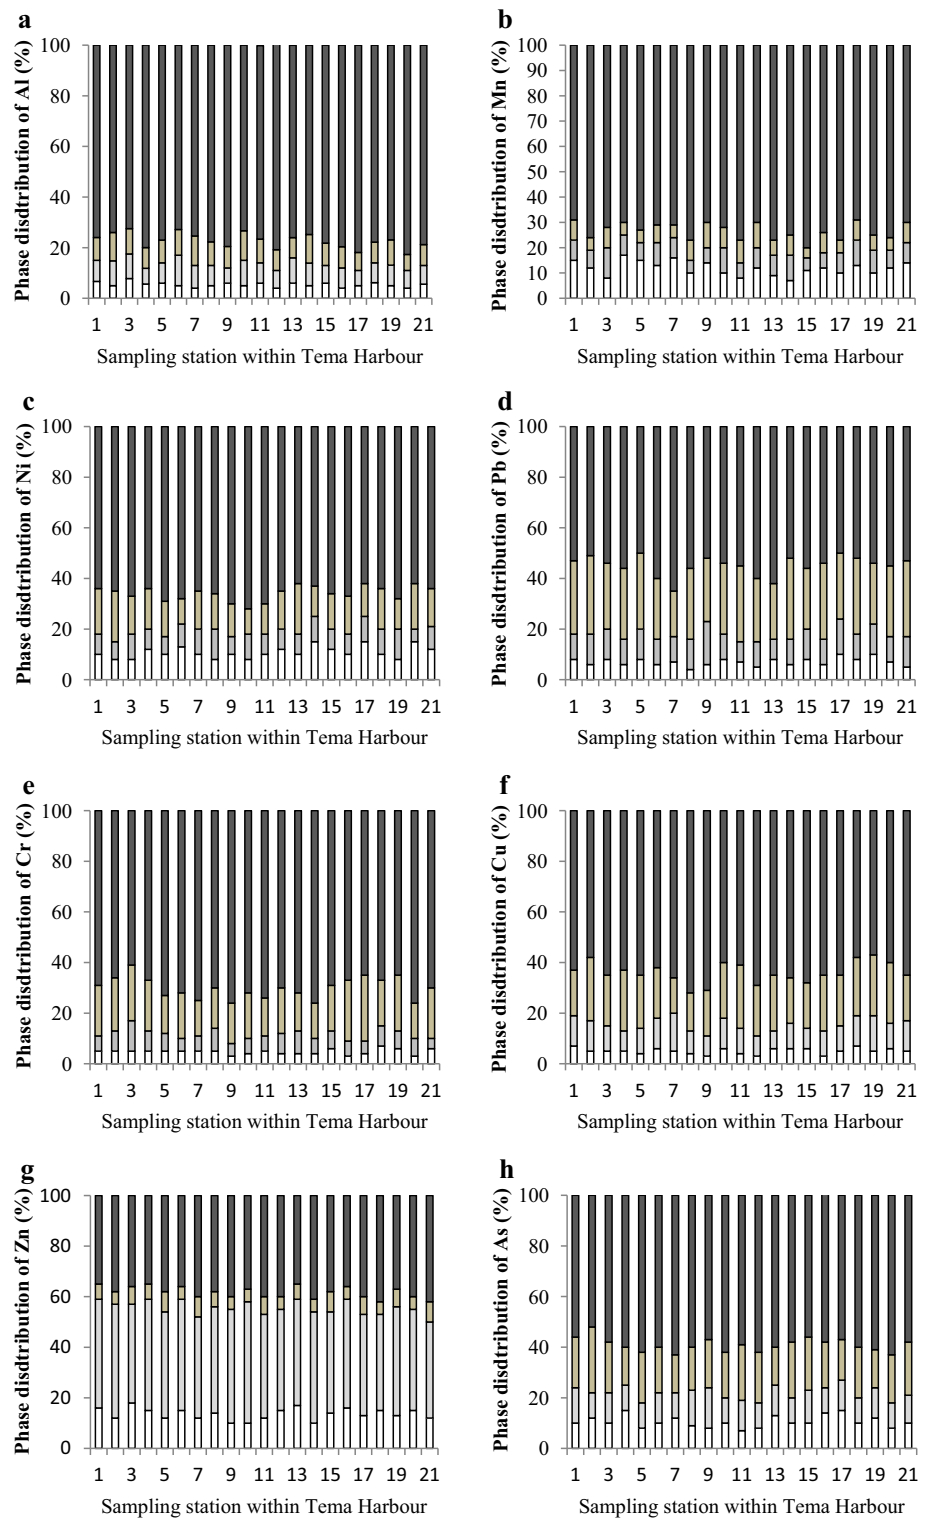 a
Phase disdtribution of Al (%)
100
80
60
40
20
0
1 3 5 7 9 11 13 15 17 19 21
Sampling station within Tema Harbour
b
Phase disdtribution of Mn (%)
100
90
80
70
60
50
40
30
20
10
0
1 3 5 7 9 11 13 15 17 19 21
Sampling station within Tema Harbour
c
Phase disdtribution of Ni (%)
100
80
60
40
20
0
1 3 5 7 9 11 13 15 17 19 21
Sampling station within Tema Harbour
d
Phase disdtribution of Pb (%)
100
80
60
40
20
0
1 3 5 7 9 11 13 15 17 19 21
Sampling station within Tema Harbour
e
Phase disdtribution of Cr (%)
100
80
60
40
20
0
1 3 5 7 9 11 13 15 17 19 21
Sampling station within Tema Harbour
f
Phase disdtribution of Cu (%)
100
80
60
40
20
0
1 3 5 7 9 11 13 15 17 19 21
Sampling station within Tema Harbour
g
Phase disdtribution of Zn (%)
100
80
60
40
20
0
1 3 5 7 9 11 13 15 17 19 21
Sampling station within Tema Harbour
h
Phase disdtribution of As (%)
100
80
60
40
20
0
1 3 5 7 9 11 13 15 17 19 21
Sampling station within Tema Harbour